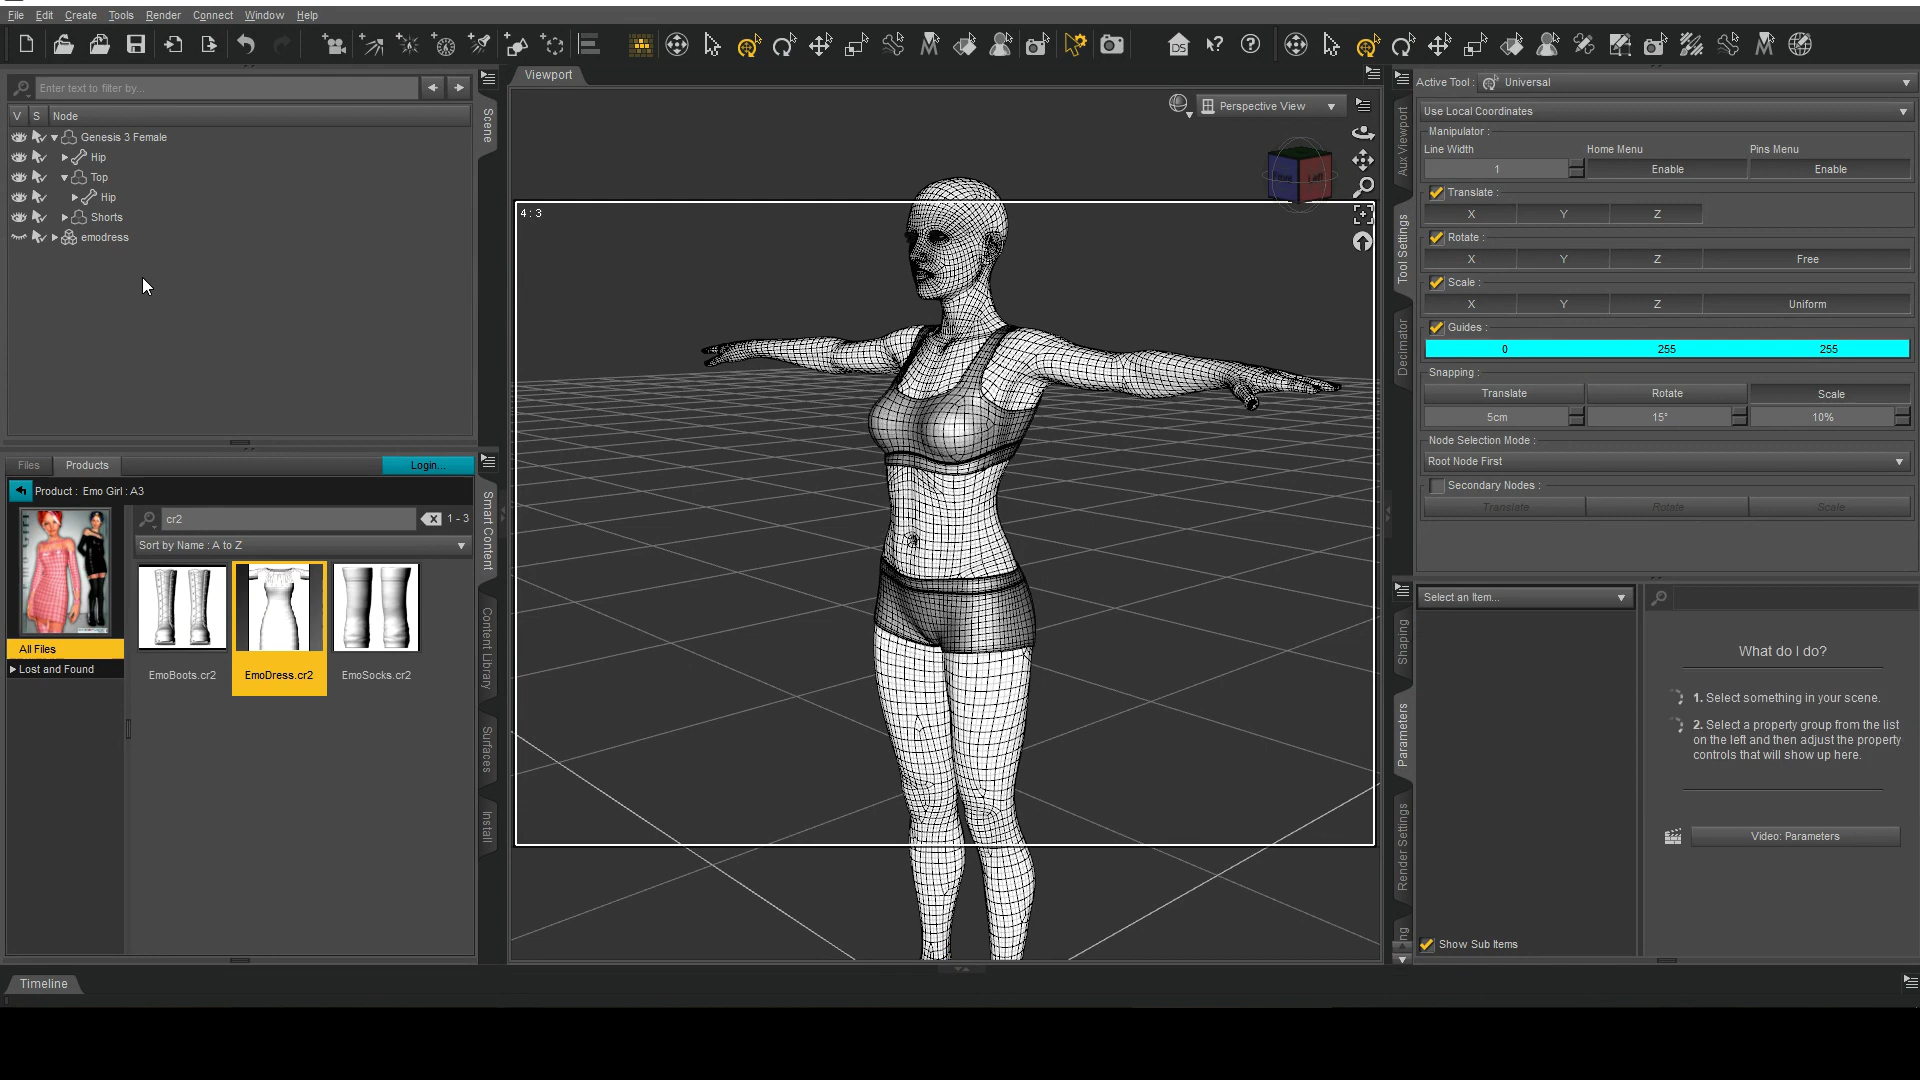 File Edit Create Tools Render Connect Window Help
DS
Enter text to filter by...
V S Node
Genesis 3 Female
Hip
Top
Hip
Shorts
emodress
Scene
Files Products Login...
Product : Emo Girl : A3
cr2 1 - 3
Sort by Name : A to Z
All Files
Lost and Found
EmoBoots.cr2 EmoDress.cr2 EmoSocks.cr2
Smart Content
Content Library
Surfaces
Install
Viewport
Perspective View
4 : 3
Left
Aux Viewport
Tool Settings
Decimator
Active Tool : Universal
Use Local Coordinates
Manipulator :
Line Width Home Menu Pins Menu
1 Enable Enable
Translate :
X Y Z
Rotate :
X Y Z Free
Scale :
X Y Z Uniform
Guides :
0 255 255
Snapping :
Translate Rotate Scale
5cm 15° 10%
Node Selection Mode :
Root Node First
Secondary Nodes :
Translate Rotate Scale
Shaping
Parameters
Render Settings
Select an Item...
What do I do?
1. Select something in your scene.
2. Select a property group from the list
on the left and then adjust the property
controls that will show up here.
Video: Parameters
Show Sub Items
Timeline